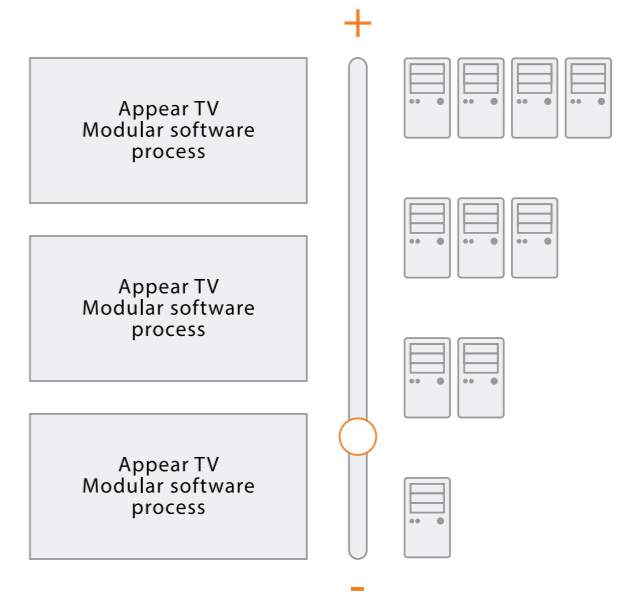 +
Appear TV
Modular software
process
Appear TV
Modular software
process
Appear TV
Modular software
process
-